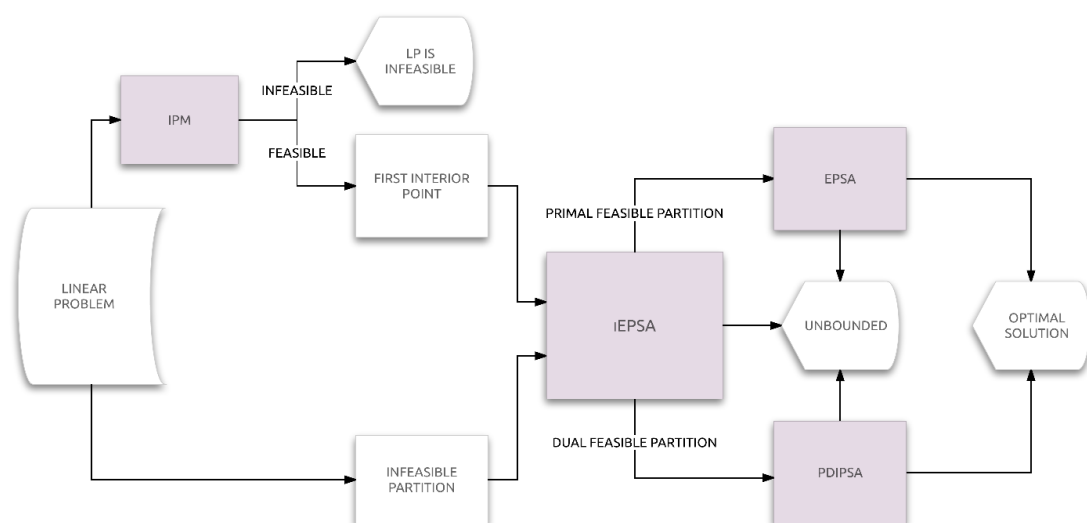 LP IS
INFEASIBLE
INFEASIBLE
IPM
FEASIBLE
FIRST INTERIOR
POINT
EPSA
PRIMAL FEASIBLE PARTITION
LINEAR
PROBLEM
IEPSA
UNBOUNDED
OPTIMAL
SOLUTION
DUAL FEASIBLE PARTITION
INFEASIBLE
PARTITION
PDIPSA